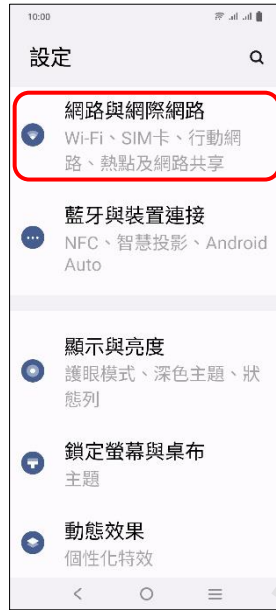 10:00
設定
網路與網際網路
Wi-Fi、SIM卡、行動網
路、熱點及網路共享
藍牙與裝置連接
NFC、智慧投影、Android
Auto
顯示與亮度
護眼模式、深色主題、狀
態列
鎖定螢幕與桌布
主題
動態效果
個性化特效